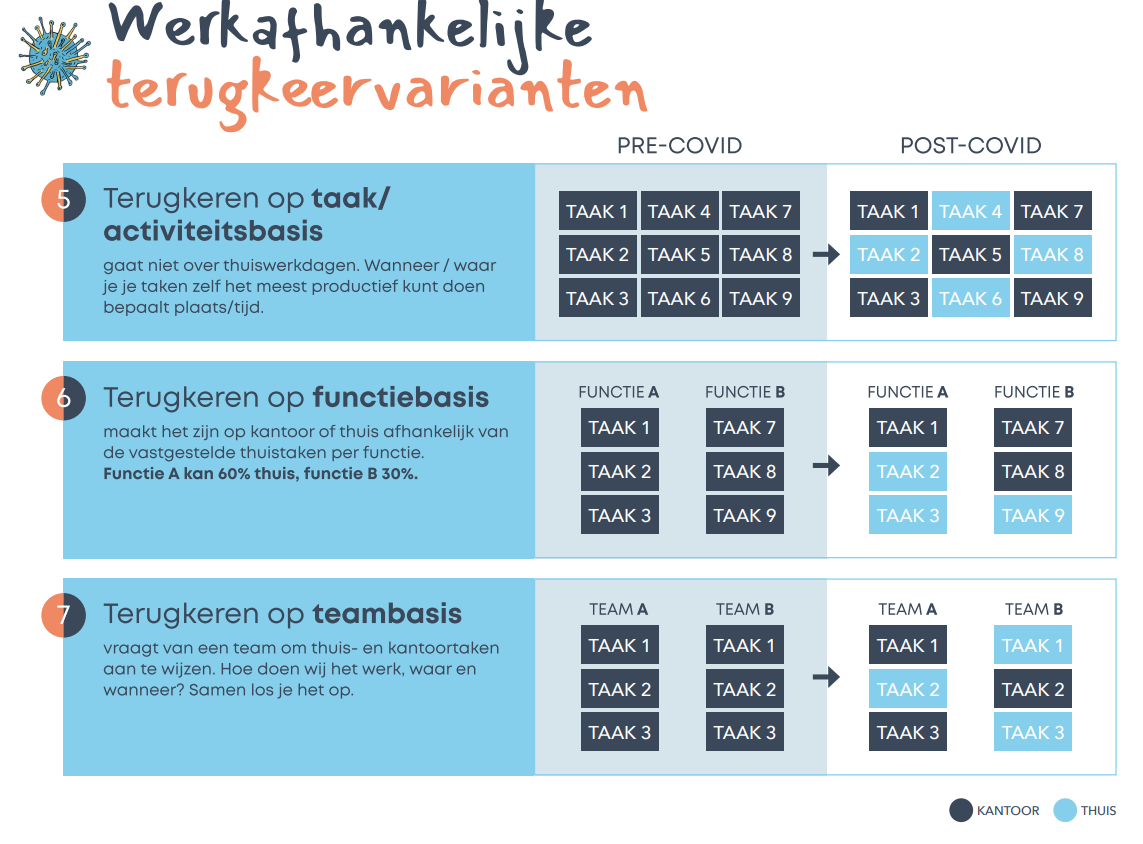 Werkafhankelijke
terugkeervarianten
PRE-COVID POST-COVID
5 Terugkeren op taak/
activiteitsbasis
gaat niet over thuiswerkdagen. Wanneer / waar
je je taken zelf het meest productief kunt doen
bepaalt plaats/tijd.
TAAK 1 TAAK 4 TAAK 7 TAAK 1 TAAK 4 TAAK 7
TAAK 2 TAAK 5 TAAK 8 TAAK 2 TAAK 5 TAAK 8
TAAK 3 TAAK 6 TAAK 9 TAAK 3 TAAK 6 TAAK 9
6 Terugkeren op functiebasis
maakt het zijn op kantoor of thuis afhankelijk van
de vastgestelde thuistaken per functie.
Functie A kan 60% thuis, functie B 30%.
FUNCTIE A FUNCTIE B FUNCTIE A FUNCTIE B
TAAK 1 TAAK 7 TAAK 1 TAAK 7
TAAK 2 TAAK 8 TAAK 2 TAAK 8
TAAK 3 TAAK 9 TAAK 3 TAAK 9
7 Terugkeren op teambasis
vraagt van een team om thuis- en kantoortaken
aan te wijzen. Hoe doen wij het werk, waar en
wanneer? Samen los je het op.
TEAM A TEAM B TEAM A TEAM B
TAAK 1 TAAK 1 TAAK 1 TAAK 1
TAAK 2 TAAK 2 TAAK 2 TAAK 2
TAAK 3 TAAK 3 TAAK 3 TAAK 3
KANTOOR THUIS